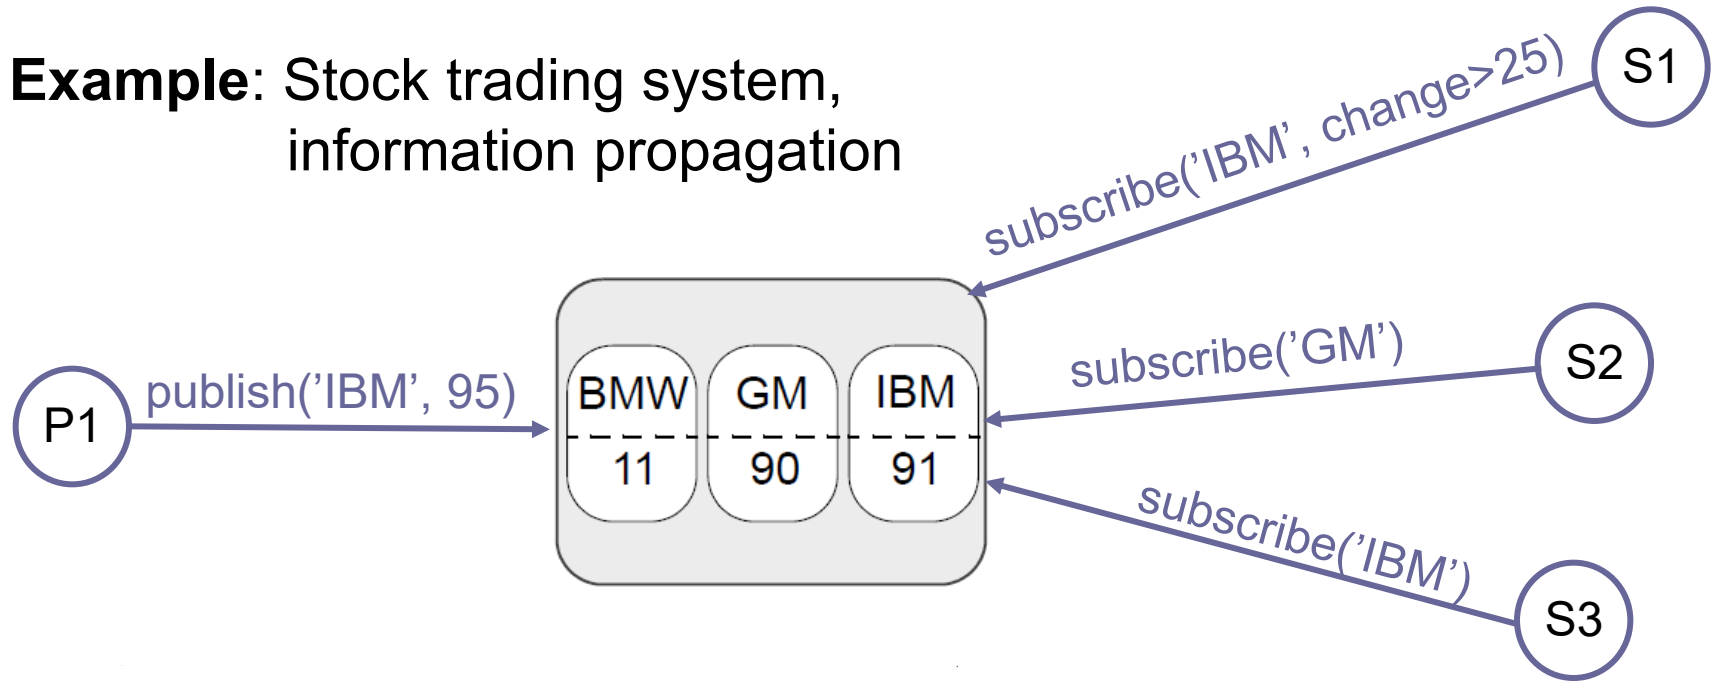 Example: Stock trading system,
information propagation
subscribe(’IBM’, change>25)
S1
subscribe(’GM’)
S2
P1
publish(’IBM’, 95)
BMW GM IBM
11 90 91
subscribe(’IBM’)
S3